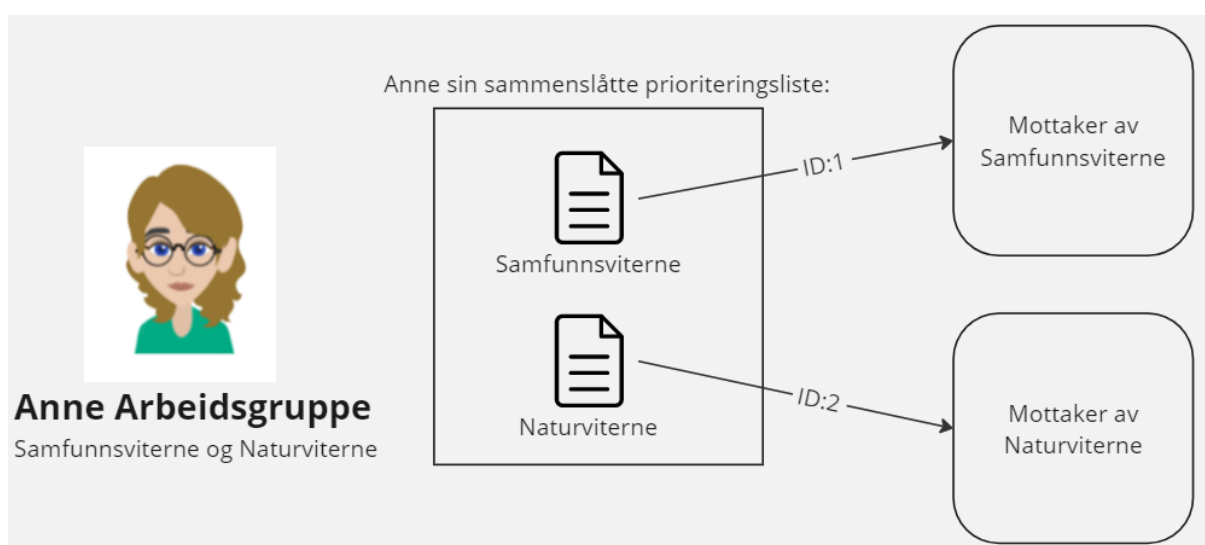 Anne sin sammenslåtte prioriteringsliste:
Mottaker av
Samfunnsviterne
ID:1
Samfunnsviterne
ID:2
Naturviterne
Mottaker av
Naturviterne
Anne Arbeidsgruppe
Samfunnsviterne og Naturviterne